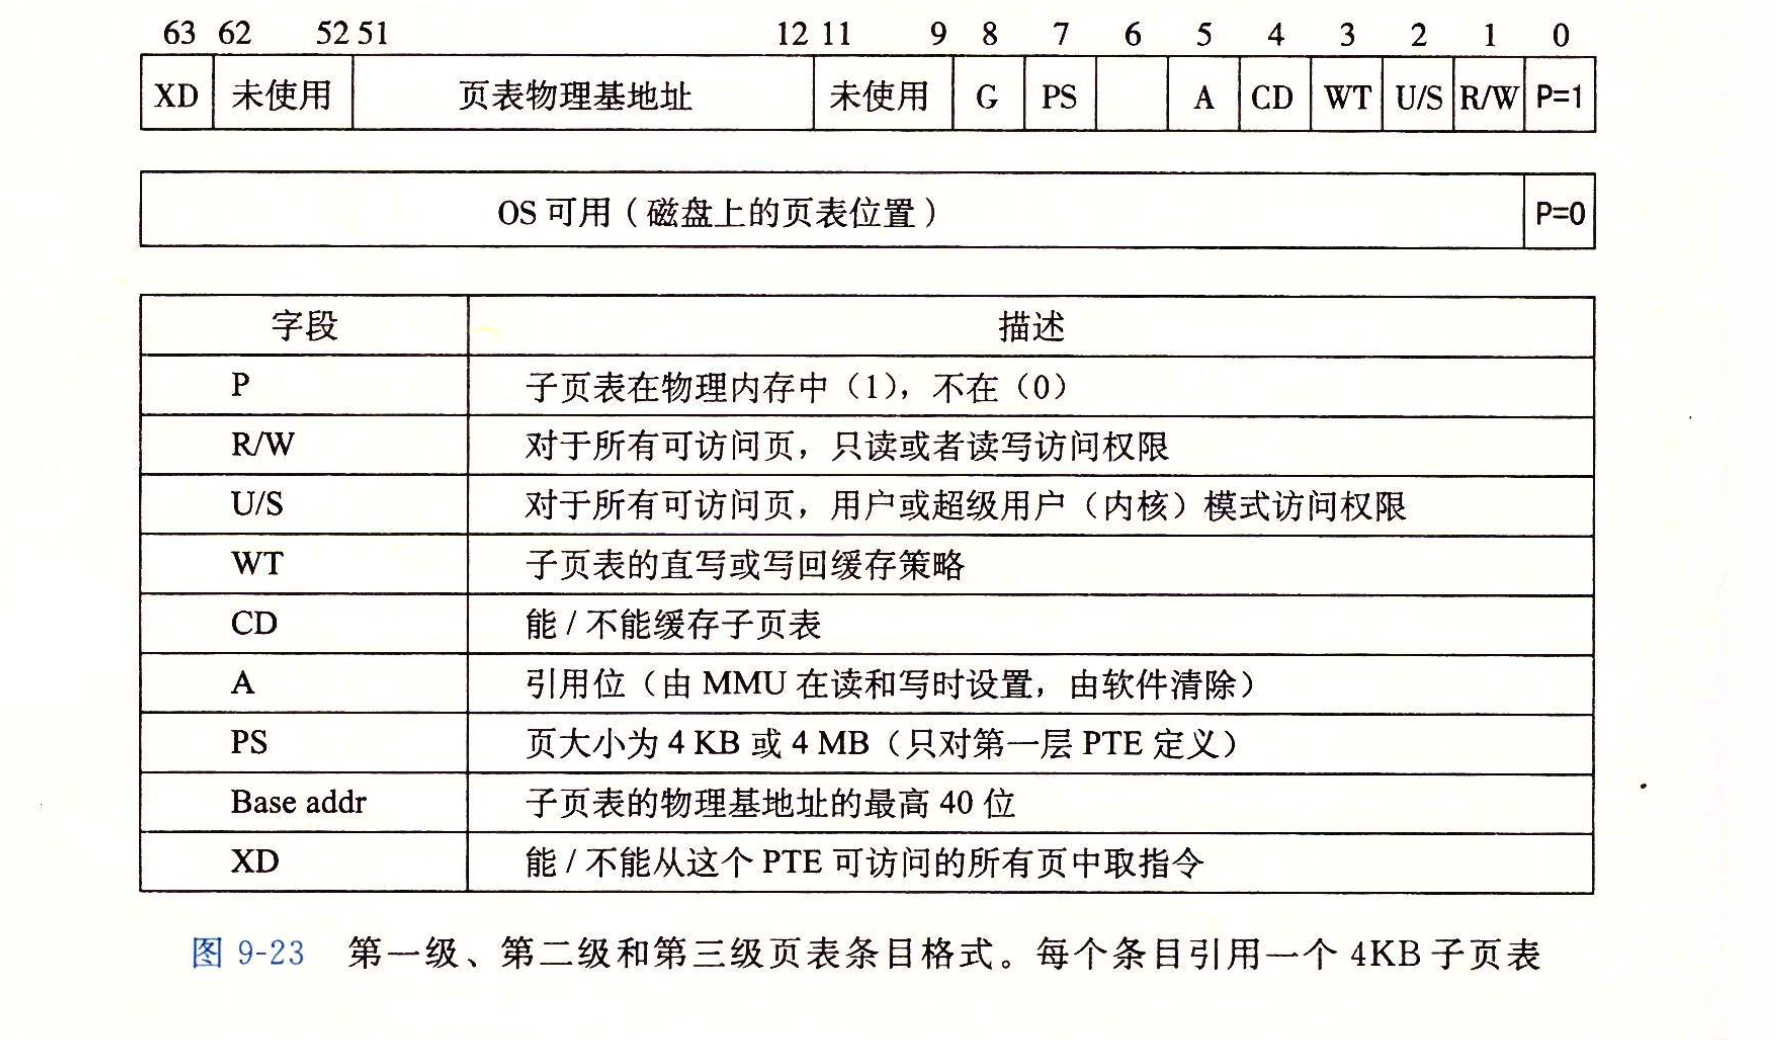 63 62 52 51 12 11 9 8 7 6 5 4 3 2 1 0
XD 未使用 页表物理基地址 未使用 G PS A CD WT U/S R/W P=1
OS 可用（磁盘上的页表位置） P=0
字段 描述
P 子页表在物理内存中（1），不在（0）
R/W 对于所有可访问页，只读或者读写访问权限
U/S 对于所有可访问页，用户或超级用户（内核）模式访问权限
WT 子页表的直写或写回缓存策略
CD 能 / 不能缓存子页表
A 引用位（由 MMU 在读和写时设置，由软件清除）
PS 页大小为 4 KB 或 4 MB（只对第一层 PTE 定义）
Base addr 子页表的物理基地址的最高 40 位
XD 能 / 不能从这个 PTE 可访问的所有页中取指令
图 9-23 第一级、第二级和第三级页表条目格式。每个条目引用一个 4KB 子页表